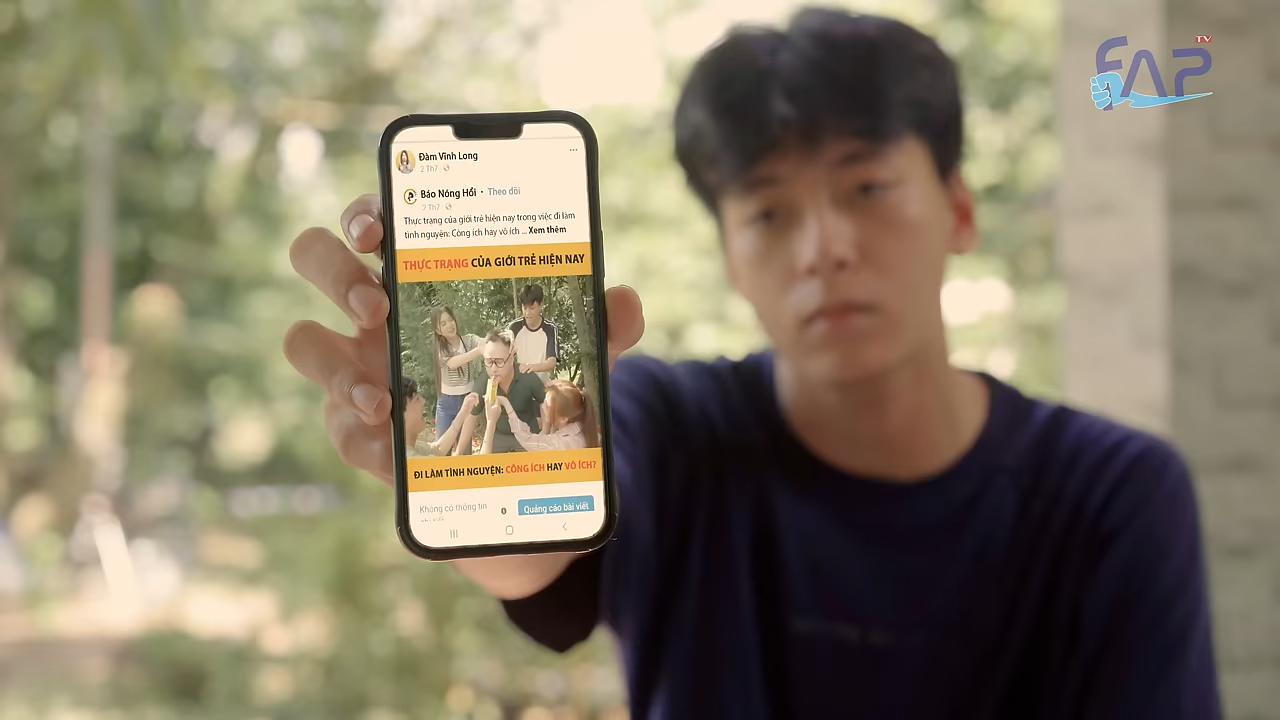 FAP TV
Đàm Vĩnh Long
2 Th7
Báo Nóng Hổi • Theo dõi
2 Th7
Thực trạng của giới trẻ hiện nay trong việc đi làm
tình nguyện: Công ích hay vô ích ... Xem thêm
THỰC TRẠNG CỦA GIỚI TRẺ HIỆN NAY
ĐI LÀM TÌNH NGUYỆN: CÔNG ÍCH HAY VÔ ÍCH?
Không có thông tin
Quảng cáo bài viết